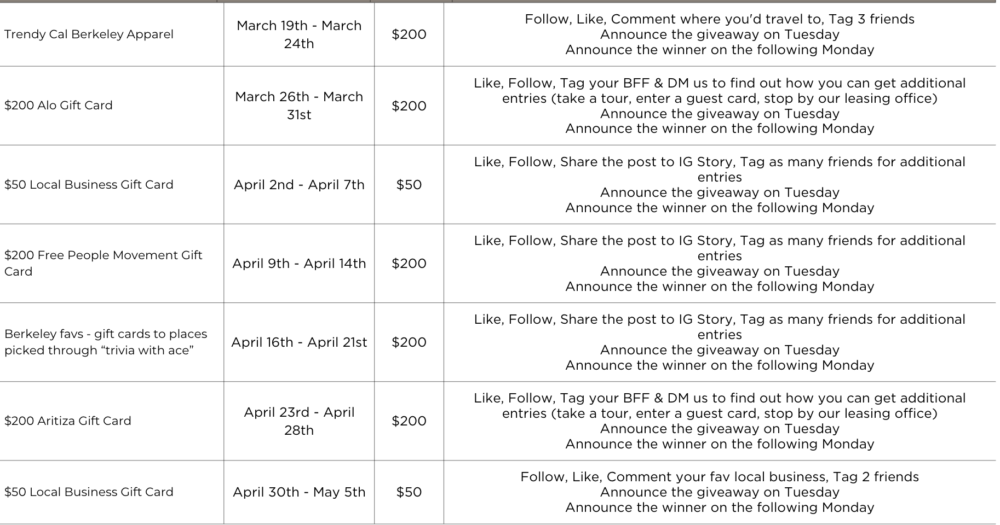 Trendy Cal Berkeley Apparel
March 19th - March
24th
$200
Follow, Like, Comment where you'd travel to, Tag 3 friends
Announce the giveaway on Tuesday
Announce the winner on the following Monday
$200 Alo Gift Card
March 26th - March
31st
$200
Like, Follow, Tag your BFF & DM us to find out how you can get additional
entries (take a tour, enter a guest card, stop by our leasing office)
Announce the giveaway on Tuesday
Announce the winner on the following Monday
$50 Local Business Gift Card
April 2nd - April 7th
$50
Like, Follow, Share the post to IG Story, Tag as many friends for additional
entries
Announce the giveaway on Tuesday
Announce the winner on the following Monday
$200 Free People Movement Gift
Card
April 9th - April 14th
$200
Like, Follow, Share the post to IG Story, Tag as many friends for additional
entries
Announce the giveaway on Tuesday
Announce the winner on the following Monday
Berkeley favs - gift cards to places
picked through “trivia with ace”
April 16th - April 21st
$200
Like, Follow, Share the post to IG Story, Tag as many friends for additional
entries
Announce the giveaway on Tuesday
Announce the winner on the following Monday
$200 Aritiza Gift Card
April 23rd - April
28th
$200
Like, Follow, Tag your BFF & DM us to find out how you can get additional
entries (take a tour, enter a guest card, stop by our leasing office)
Announce the giveaway on Tuesday
Announce the winner on the following Monday
$50 Local Business Gift Card
April 30th - May 5th
$50
Follow, Like, Comment your fav local business, Tag 2 friends
Announce the giveaway on Tuesday
Announce the winner on the following Monday